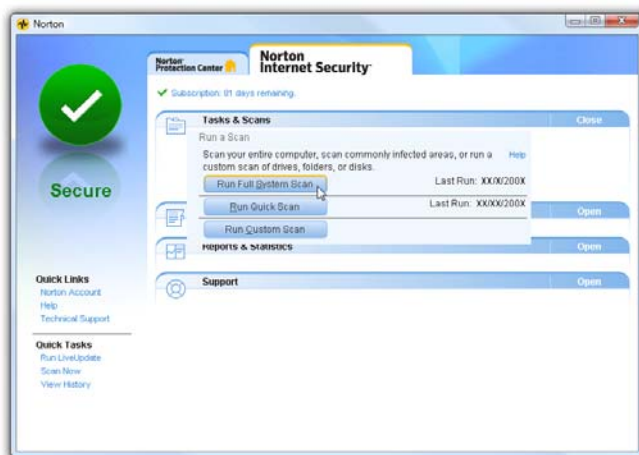 Norton
Norton Protection Center
Norton Internet Security
Subscription: 81 days remaining.
Secure
Tasks & Scans
Close
Run a Scan
Scan your entire computer, scan commonly infected areas, or run a custom scan of drives, folders, or disks.
Help
Run Full System Scan
Last Run: XX/X/200X
Run Quick Scan
Last Run: XX/XX/200X
Open
Run Custom Scan
Reports & Statistics
Open
Support
Open
Quick Links
Norton Account
Help
Technical Support
Quick Tasks
Run LiveUpdate
Scan Now
View History